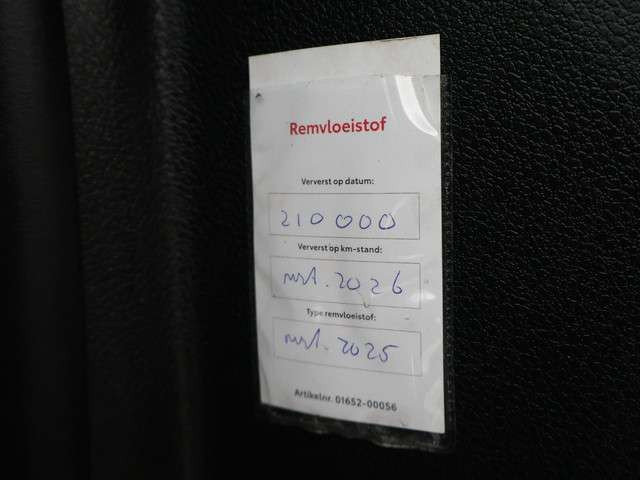 Remvloeistof
Ververst op datum:
210000
Ververst op km-stand:
mrt. 2026
Type remvloeistof:
mrt. 2025
Artikelnr. 01652-00056